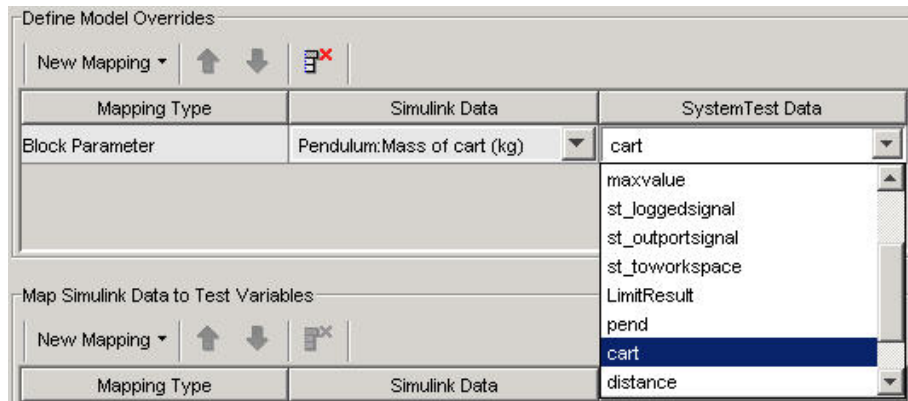 Define Model Overrides
New Mapping
Mapping Type Simulink Data SystemTest Data
Block Parameter Pendulum:Mass of cart (kg) cart
maxvalue
st_loggedsignal
st_outportsignal
st_toworkspace
LimitResult
pend
cart
distance
Map Simulink Data to Test Variables
New Mapping
Mapping Type Simulink Data